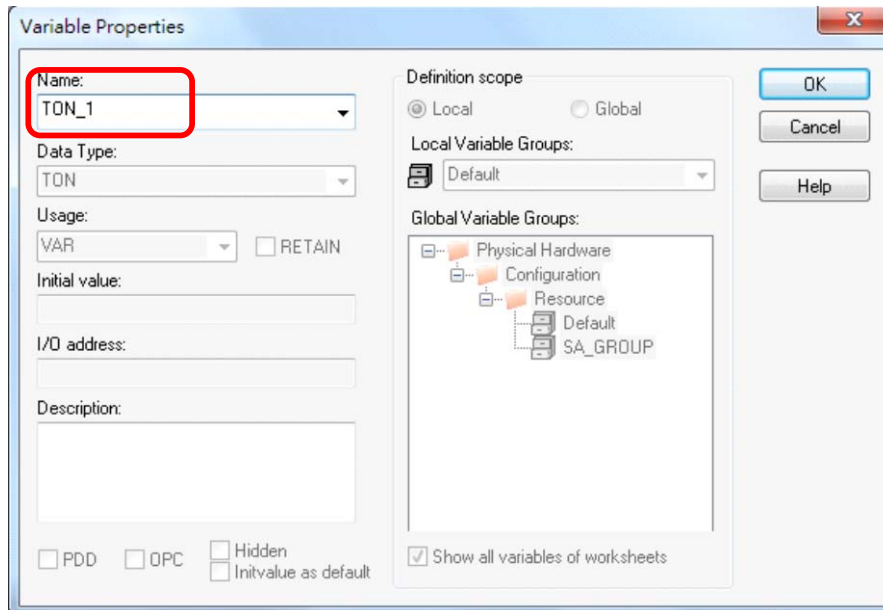 Variable Properties
Name:
TON_1
Data Type:
TON
Usage:
VAR
RETAIN
Initial value:
I/O address:
Description:
PDD
OPC
Hidden
Initvalue as default
Definition scope
Local
Global
Local Variable Groups:
Default
Global Variable Groups:
Physical Hardware
Configuration
Resource
Default
SA_GROUP
Show all variables of worksheets
OK
Cancel
Help